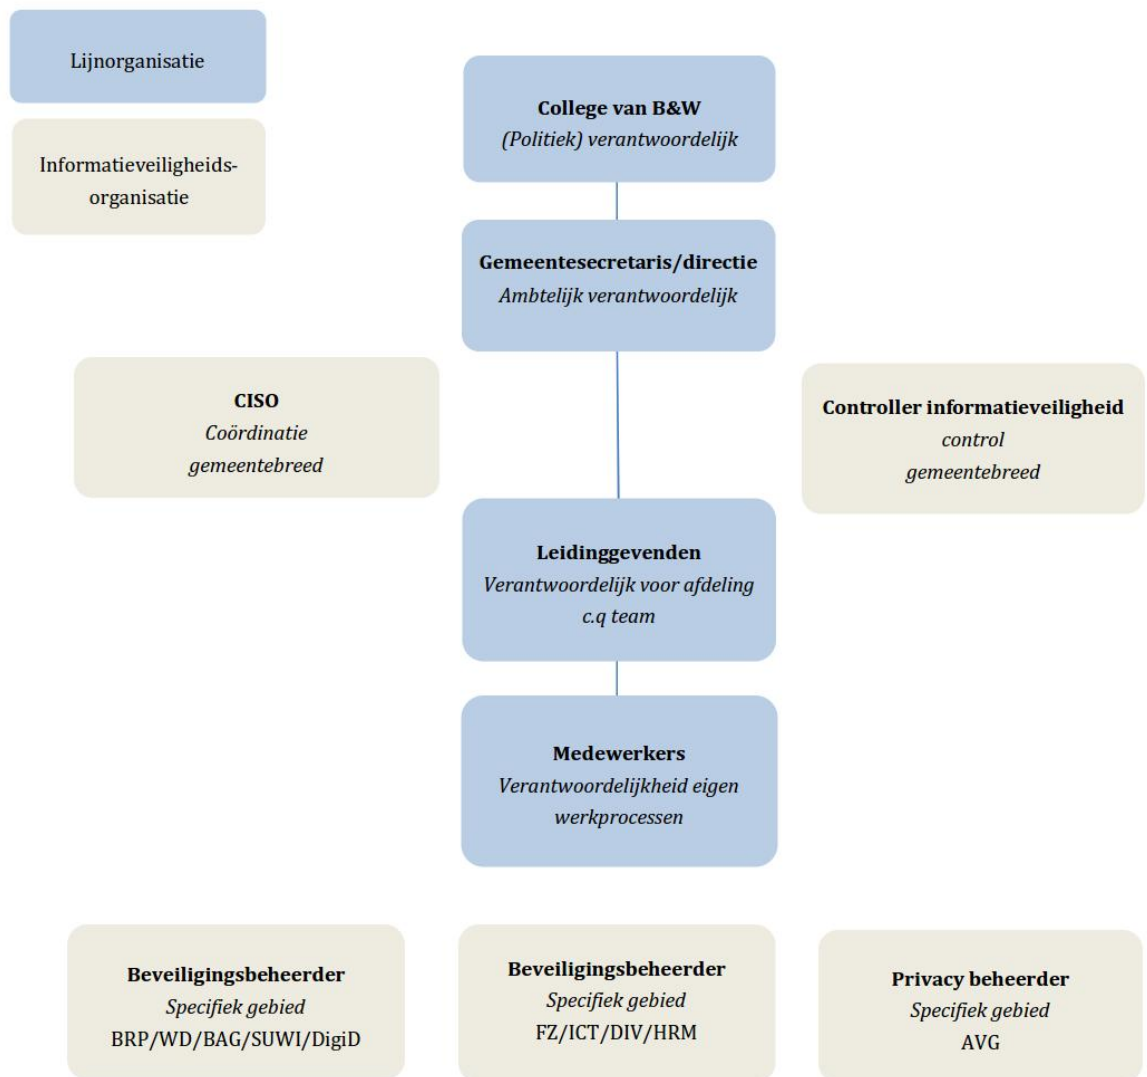 Lijnorganisatie
Informatieveiligheids-
organisatie
College van B&W
(Politiek) verantwoordelijk
Gemeentesecretaris/directie
Ambtelijk verantwoordelijk
CISO
Coördinatie
gemeentebreed
Controller informatieveiligheid
control
gemeentebreed
Leidinggevenden
Verantwoordelijk voor afdeling
c.q team
Medewerkers
Verantwoordelijkheid eigen
werkprocessen
Beveiligingsbeheerder
Specifiek gebied
BRP/WD/BAG/SUWI/DigiD
Beveiligingsbeheerder
Specifiek gebied
FZ/ICT/DIV/HRM
Privacy beheerder
Specifiek gebied
AVG